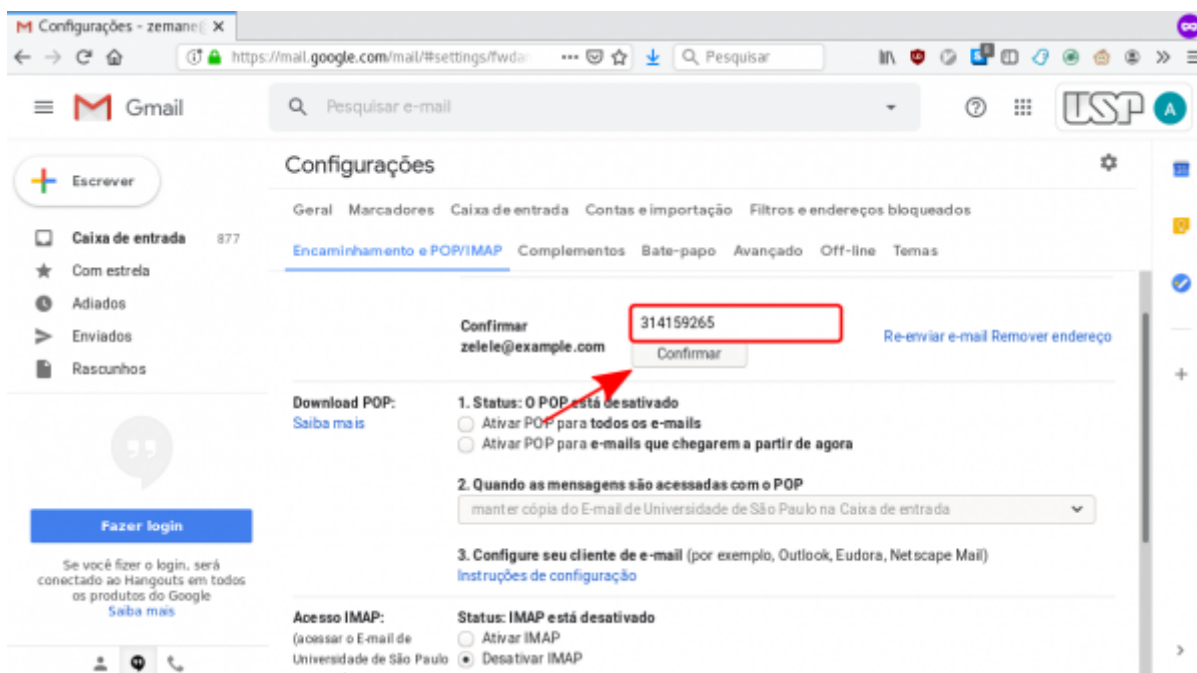 Configurações - zemane(
https://mail.google.com/mail/#settings/fwda
Pesquisar
Gmail
Pesquisar e-mail
USP
A
Escrever
Caixa de entrada 877
Com estrela
Adiados
Enviados
Rascunhos
Fazer login
Se você fizer o login, será
conectado ao Hangouts em todos
os produtos do Google
Saiba mais
Configurações
Geral Marcadores Caixa de entrada Contas e importação Filtros e endereços bloqueados
Encaminhamento e POP/IMAP Complementos Bate-papo Avançado Off-line Temas
Confirmar
zelele@example.com
314159265
Confirmar
Re-enviar e-mail Remover endereço
Download POP:
Saiba mais
1. Status: O POP está desativado
Ativar POP para todos os e-mails
Ativar POP para e-mails que chegarem a partir de agora
2. Quando as mensagens são acessadas com o POP
manter cópia do E-mail de Universidade de São Paulo na Caixa de entrada
3. Configure seu cliente de e-mail (por exemplo, Outlook, Eudora, Netscape Mail)
Instruções de configuração
Acesso IMAP:
(acessar o E-mail de
Universidade de São Paulo
Status: IMAP está desativado
Ativar IMAP
Desativar IMAP